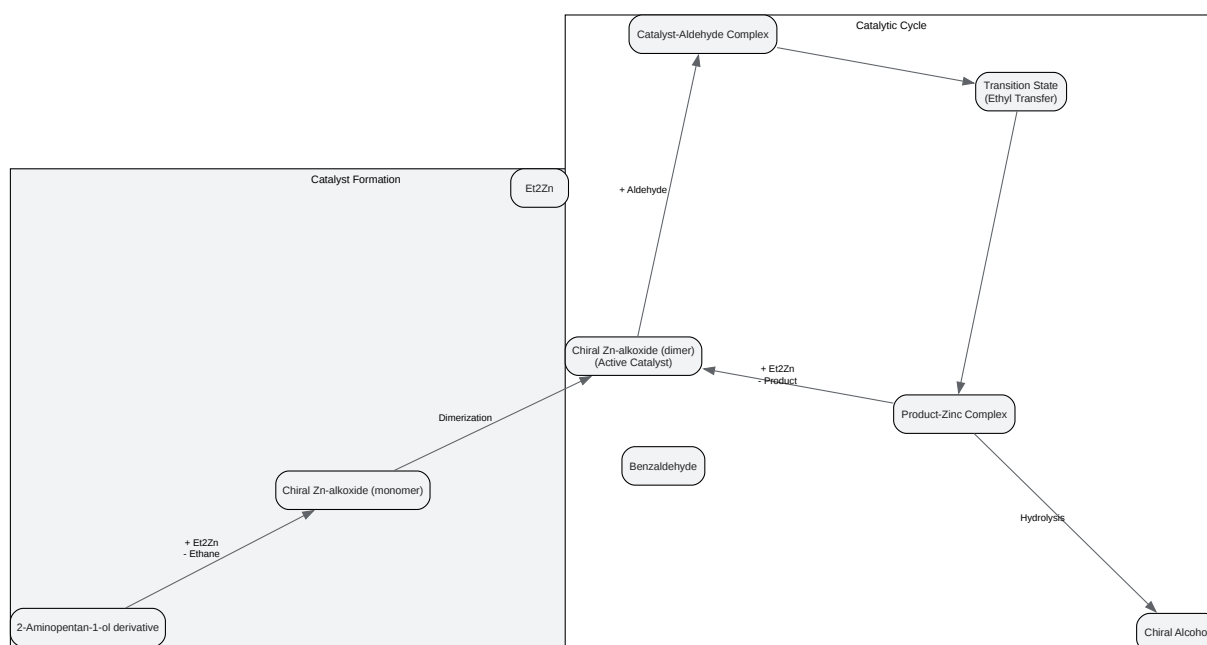 Catalytic Cycle
Catalyst-Aldehyde Complex
Transition State
(Ethyl Transfer)
Catalyst Formation
Et2Zn
+ Aldehyde
Chiral Zn-alkoxide (dimer)
(Active Catalyst)
+ Et2Zn
- Product
Product-Zinc Complex
Dimerization
Benzaldehyde
Chiral Zn-alkoxide (monomer)
Hydrolysis
+ Et2Zn
- Ethane
2-Aminopentan-1-ol derivative
Chiral Alcoho